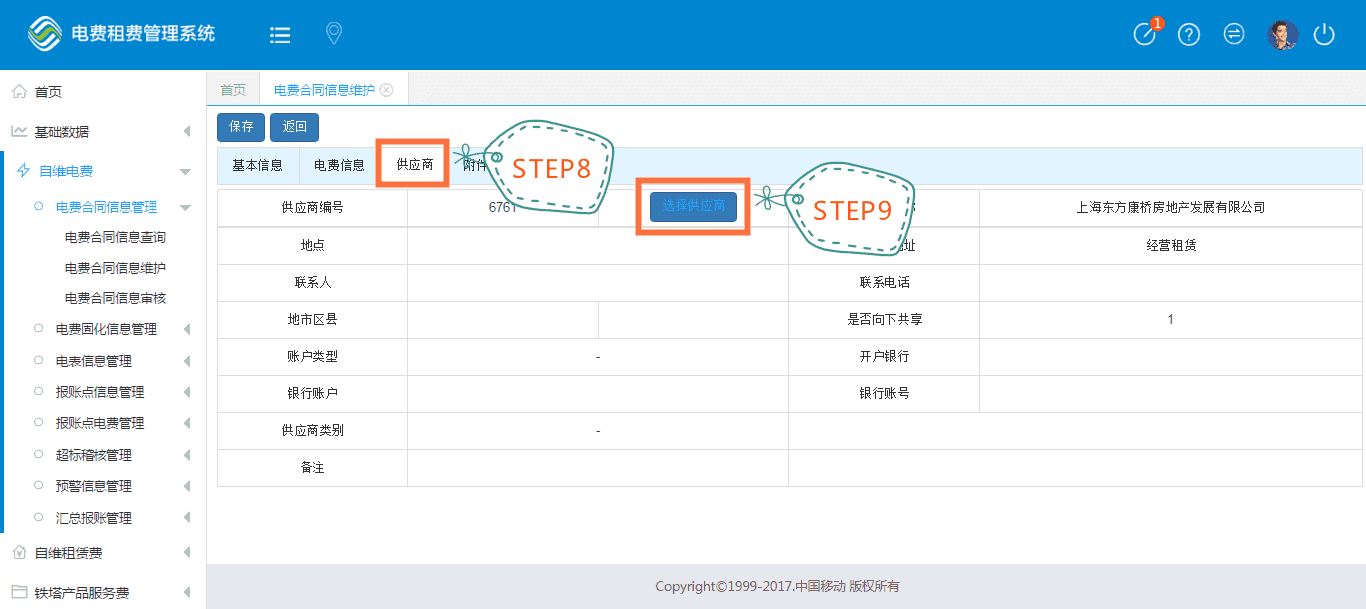 电费租费管理系统
1
首页
基础数据
自维电费
电费合同信息管理
电费合同信息查询
电费合同信息维护
电费合同信息审核
电费固化信息管理
电表信息管理
报账点信息管理
报账点电费管理
超标稽核管理
预警信息管理
汇总报账管理
自维租赁费
铁塔产品服务费
首页 电费合同信息维护
保存 返回
基本信息 电费信息 供应商 附件
STEP8
供应商编号 6761 选择供应商 上海东方康桥房地产发展有限公司
STEP9
地点 址 经营租赁
联系人 联系电话
地市区县 是否向下共享 1
账户类型 - 开户银行
银行账户 银行账号
供应商类别 -
备注
Copyright©1999-2017.中国移动 版权所有